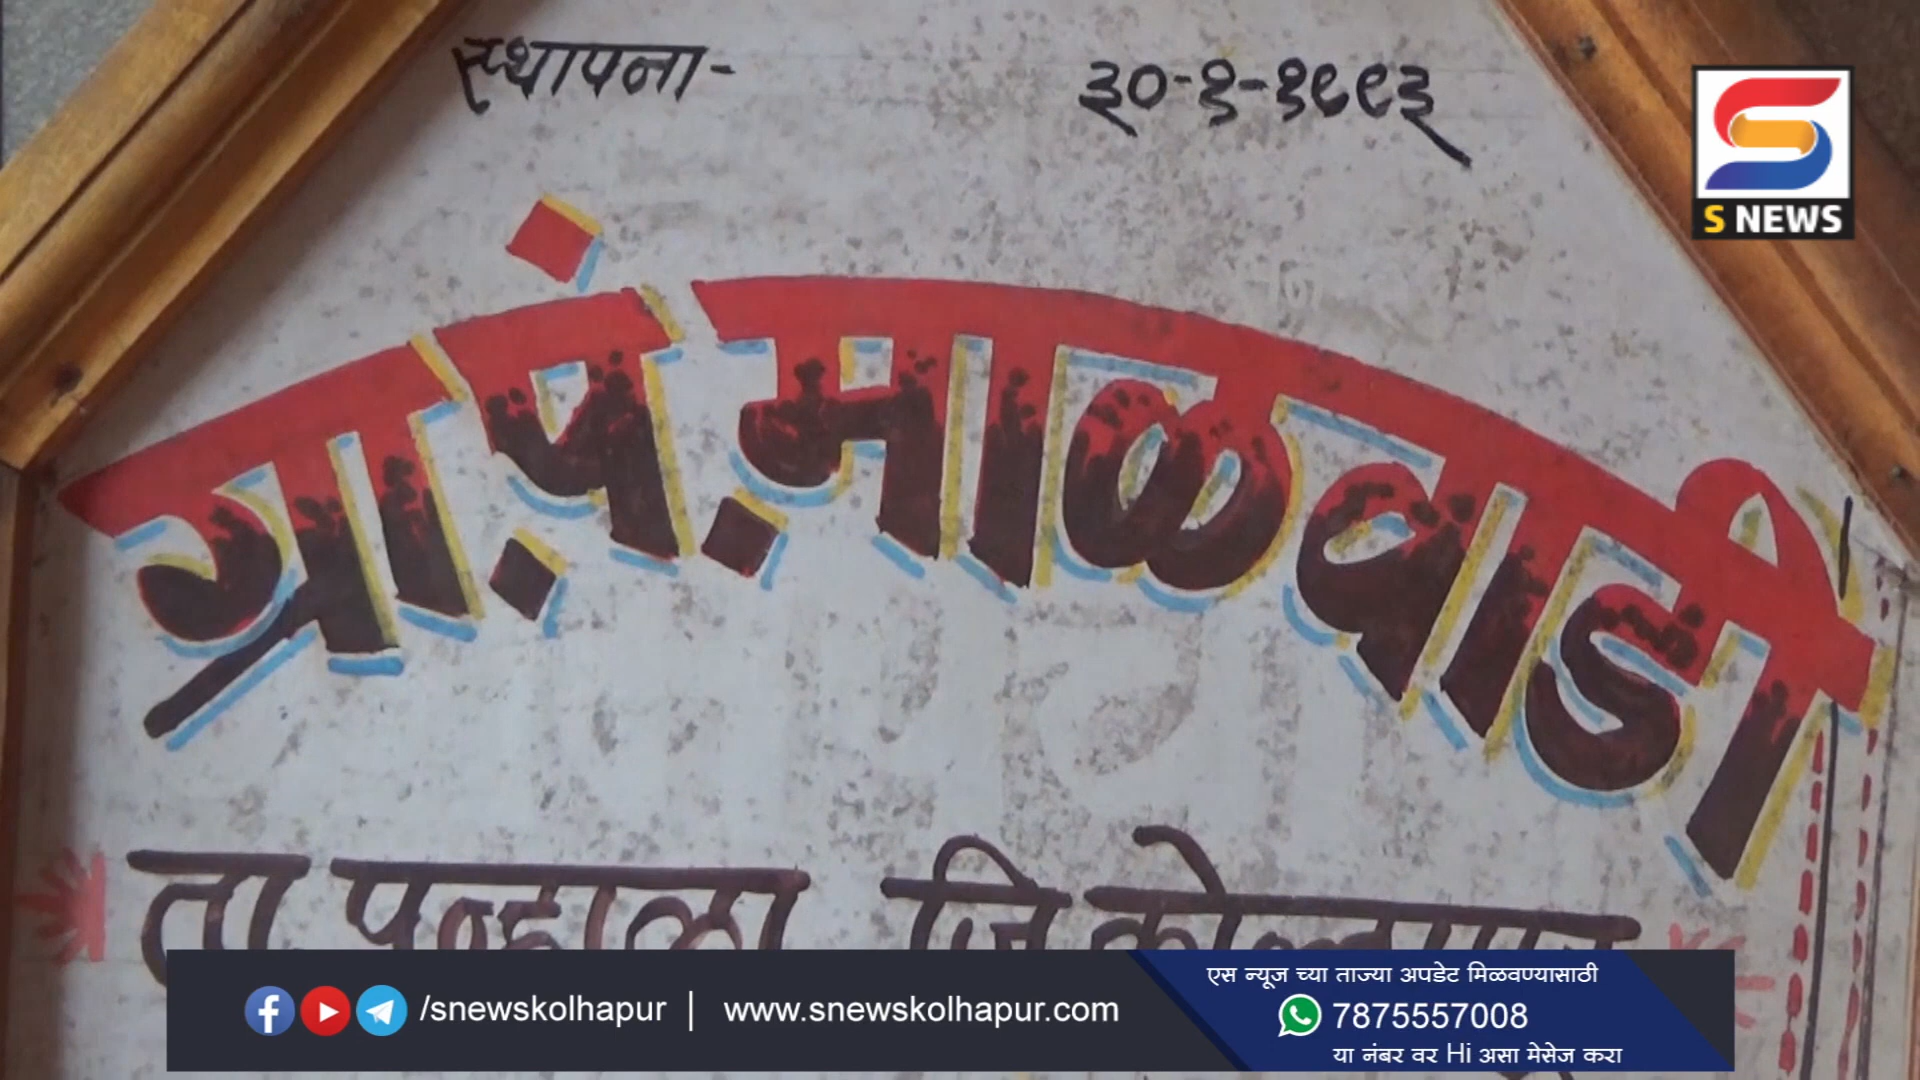 स्थापना- ३०-१-१९९३
S NEWS
ग्रा.पं.माळवाडी
ता.पन्हाळा जि.कोल्हापूर
एस न्यूज च्या ताज्या अपडेट मिळवण्यासाठी
/snewskolhapur | www.snewskolhapur.com
7875557008
या नंबर वर Hi असा मेसेज करा